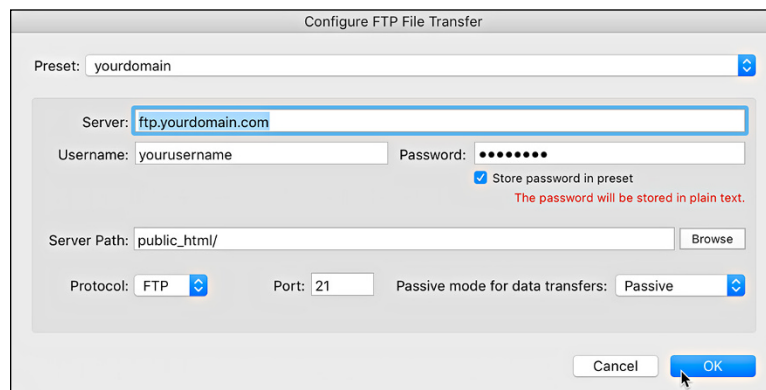 Configure FTP File Transfer
Preset: yourdomain
Server: ftp.yourdomain.com
Username: yourusername Password: ●●●●●●●●
Store password in preset
The password will be stored in plain text.
Server Path: public_html/ Browse
Protocol: FTP Port: 21 Passive mode for data transfers: Passive
Cancel OK